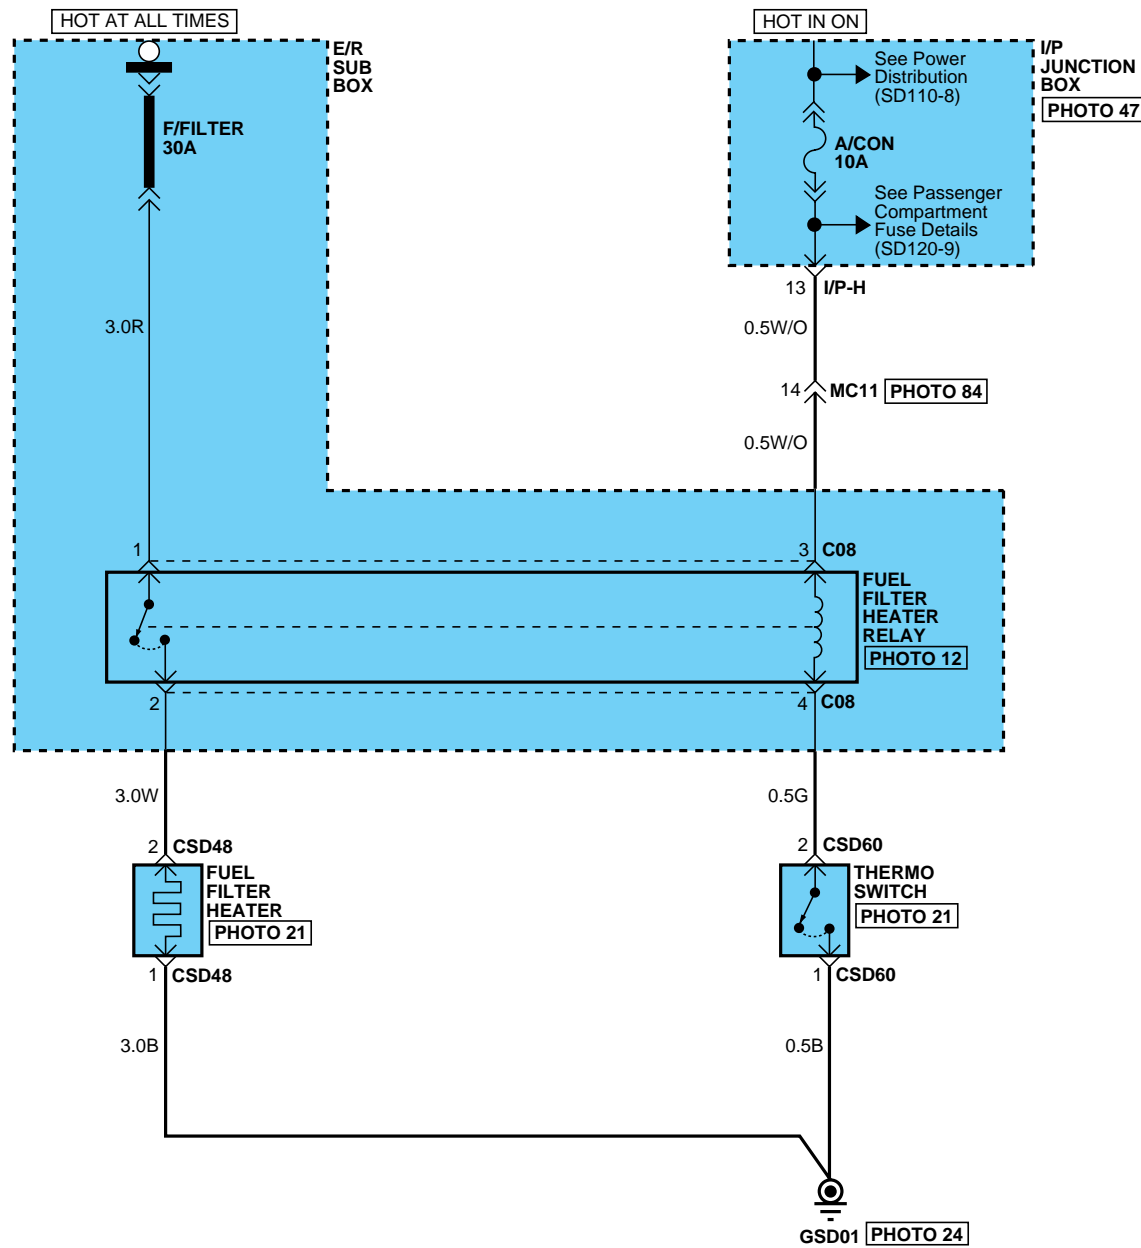 HOT AT ALL TIMES
HOT IN ON
E/R
SUB
BOX
F/FILTER
30A
See Power
Distribution
(SD110-8)
I/P
JUNCTION
BOX
PHOTO 47
A/CON
10A
See Passenger
Compartment
Fuse Details
(SD120-9)
13
I/P-H
3.0R
0.5W/O
14
MC11
PHOTO 84
0.5W/O
1
3
C08
FUEL
FILTER
HEATER
RELAY
PHOTO 12
2
4
C08
3.0W
0.5G
2
CSD48
FUEL
FILTER
HEATER
PHOTO 21
1
CSD48
2
CSD60
THERMO
SWITCH
PHOTO 21
1
CSD60
3.0B
0.5B
GSD01
PHOTO 24